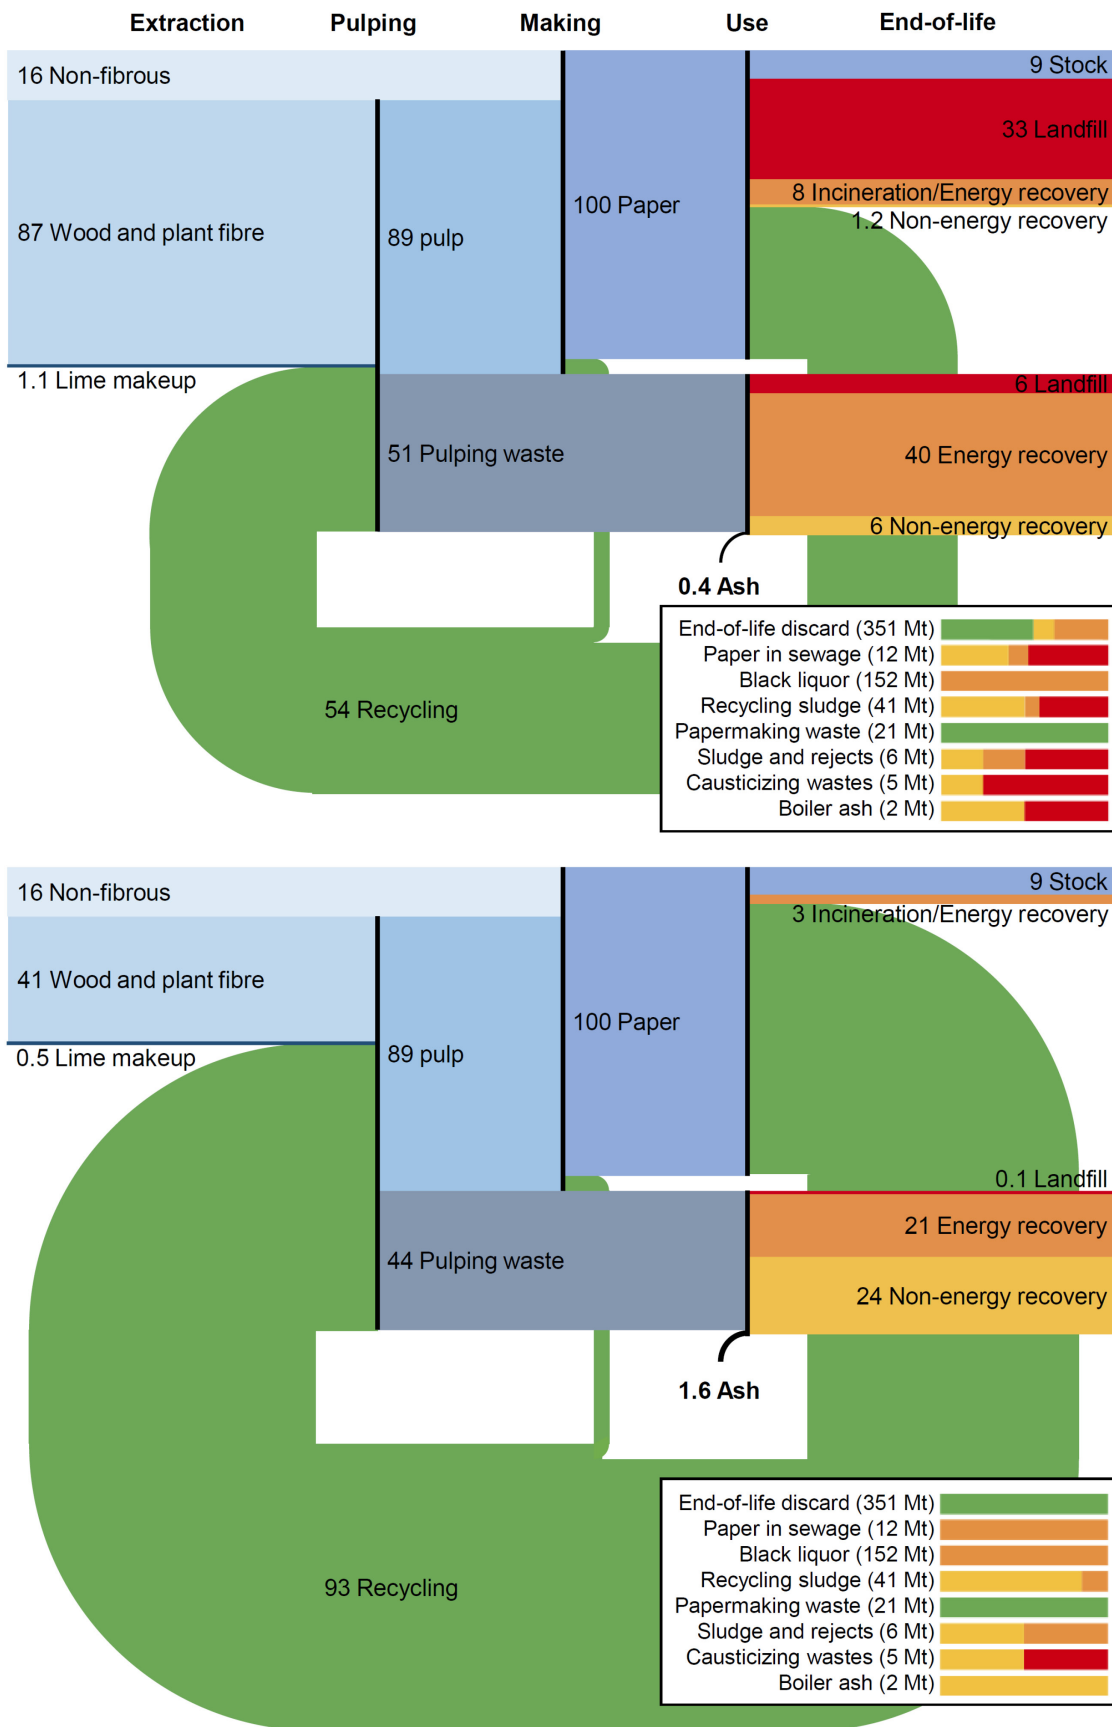 Extraction Pulping Making Use End-of-life
16 Non-fibrous
9 Stock
33 Landfill
8 Incineration/Energy recovery
1.2 Non-energy recovery
100 Paper
87 Wood and plant fibre
89 pulp
1.1 Lime makeup
6 Landfill
51 Pulping waste
40 Energy recovery
6 Non-energy recovery
0.4 Ash
54 Recycling
End-of-life discard (351 Mt)
Paper in sewage (12 Mt)
Black liquor (152 Mt)
Recycling sludge (41 Mt)
Papermaking waste (21 Mt)
Sludge and rejects (6 Mt)
Causticizing wastes (5 Mt)
Boiler ash (2 Mt)
16 Non-fibrous
9 Stock
3 Incineration/Energy recovery
41 Wood and plant fibre
100 Paper
0.5 Lime makeup
89 pulp
0.1 Landfill
21 Energy recovery
44 Pulping waste
24 Non-energy recovery
1.6 Ash
93 Recycling
End-of-life discard (351 Mt)
Paper in sewage (12 Mt)
Black liquor (152 Mt)
Recycling sludge (41 Mt)
Papermaking waste (21 Mt)
Sludge and rejects (6 Mt)
Causticizing wastes (5 Mt)
Boiler ash (2 Mt)